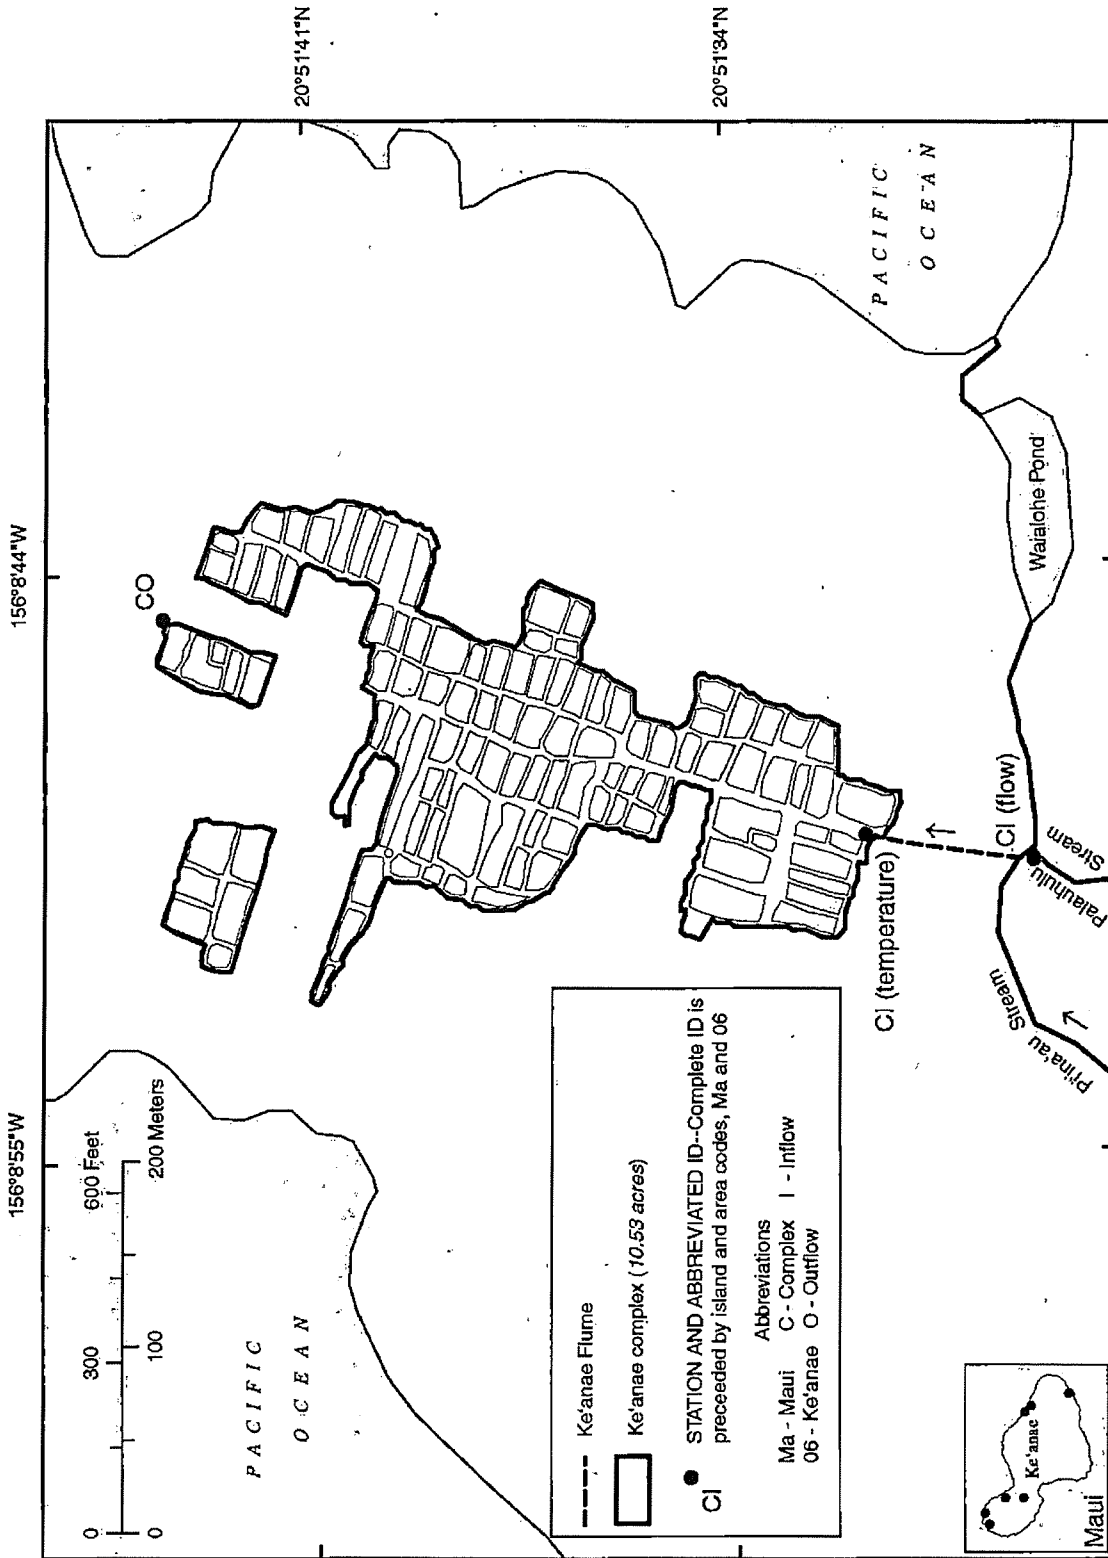 156°8'55"W
156°8'44"W
20°51'41"N
20°51'34"N
0 300 600 Feet
0 100 200 Meters
PACIFIC
OCEAN
PACIFIC
OCEAN
CO
CI (temperature)
CI (flow)
Waialohe Pond
Palauhulu
Stream
Pi'ina'au
Stream
Ke'anae Flume
Ke'anae complex (10.53 acres)
CI
STATION AND ABBREVIATED ID--Complete ID is
preceeded by island and area codes, Ma and 06
Abbreviations
Ma - Maui C - Complex I - Inflow
06 - Ke'anae O - Outflow
Ke'anae
Maui